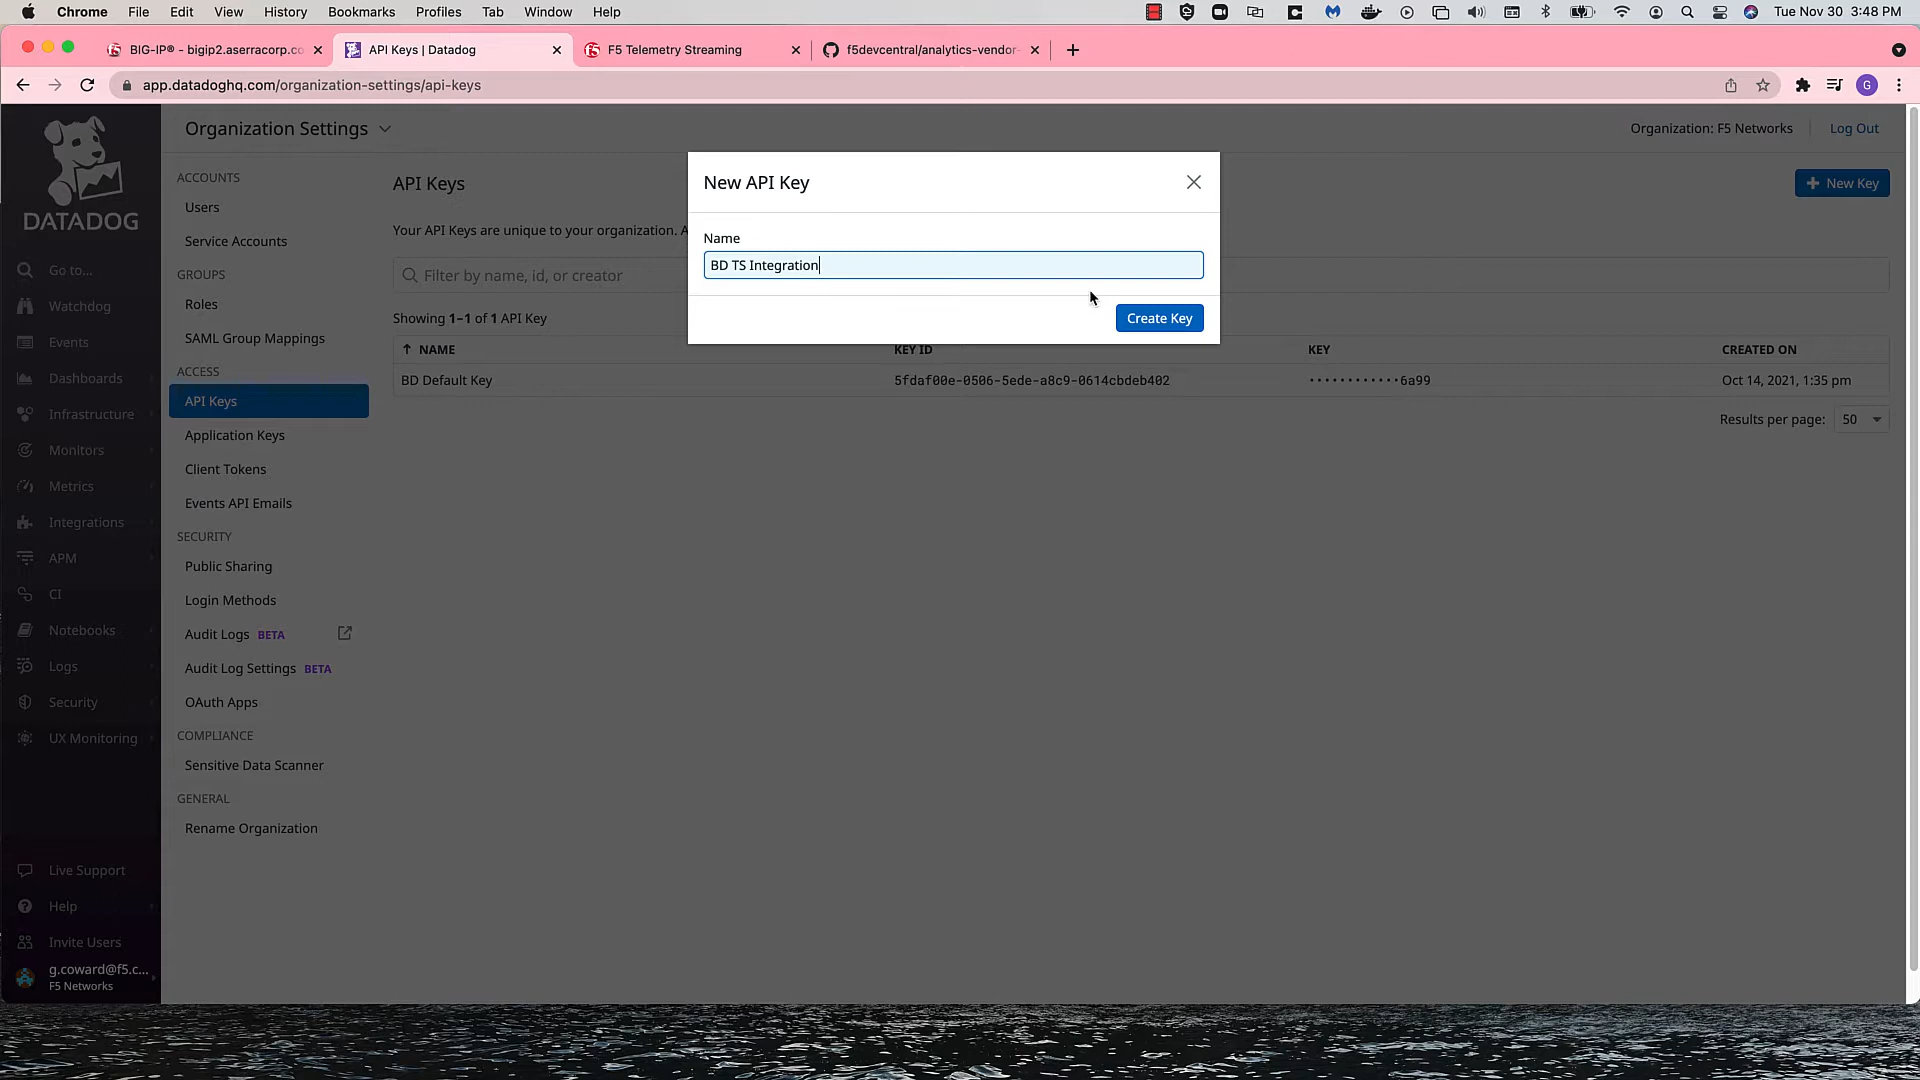 Chrome File Edit View History Bookmarks Profiles Tab Window Help Tue Nov 30 3:48 PM
BIG-IP® - bigip2.aserracorp.co
API Keys | Datadog
F5 Telemetry Streaming
f5devcentral/analytics-vendor-
app.datadoghq.com/organization-settings/api-keys
G
DATADOG
Go to...
Watchdog
Events
Dashboards
Infrastructure
Monitors
Metrics
Integrations
APM
CI
Notebooks
Logs
Security
UX Monitoring
Live Support
Help
Invite Users
g.coward@f5.c...
F5 Networks
Organization Settings
Organization: F5 Networks
Log Out
ACCOUNTS
Users
Service Accounts
GROUPS
Roles
SAML Group Mappings
ACCESS
API Keys
Application Keys
Client Tokens
Events API Emails
SECURITY
Public Sharing
Login Methods
Audit Logs BETA
Audit Log Settings BETA
OAuth Apps
COMPLIANCE
Sensitive Data Scanner
GENERAL
Rename Organization
API Keys
New Key
Your API Keys are unique to your organization. A
Filter by name, id, or creator
Showing 1–1 of 1 API Key
NAME KEY ID KEY CREATED ON
BD Default Key 5fdaf00e-0506-5ede-a8c9-0614cbdeb402 ••••••••••••6a99 Oct 14, 2021, 1:35 pm
Results per page: 50
New API Key
Name
BD TS Integration
Create Key